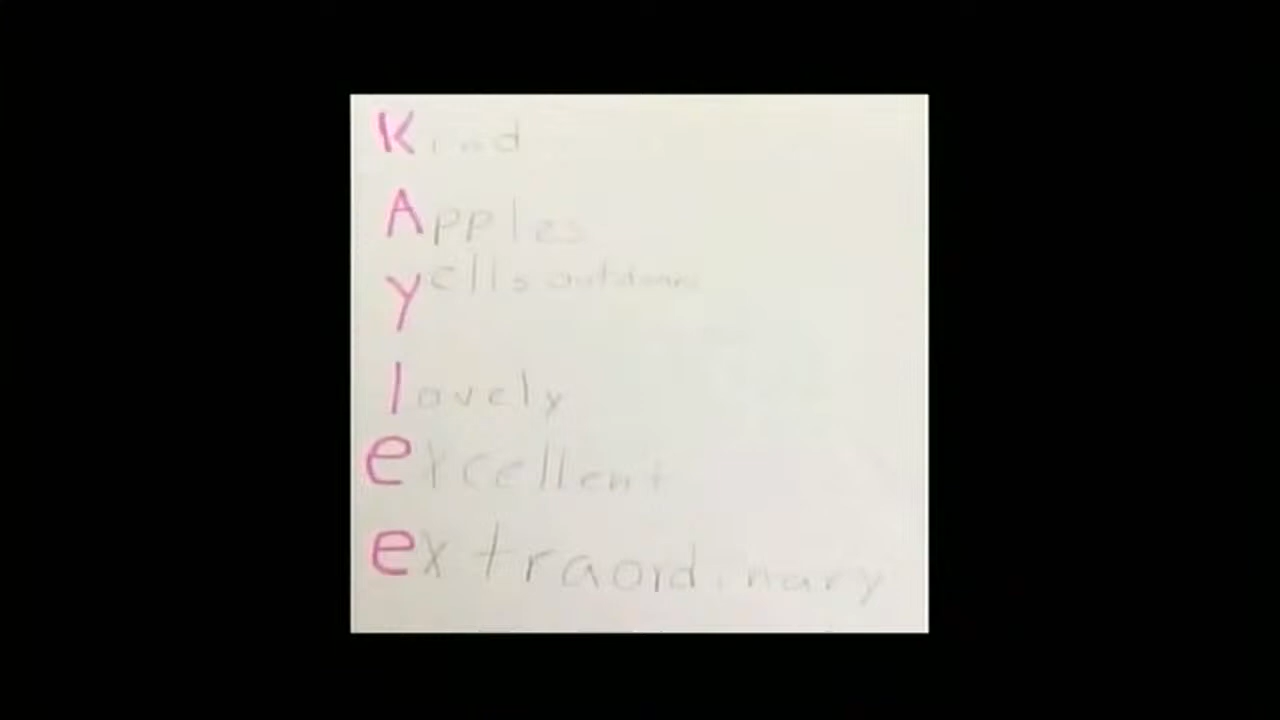 Kind
Apples
yells outdoors
lovely
excellent
extraordinary